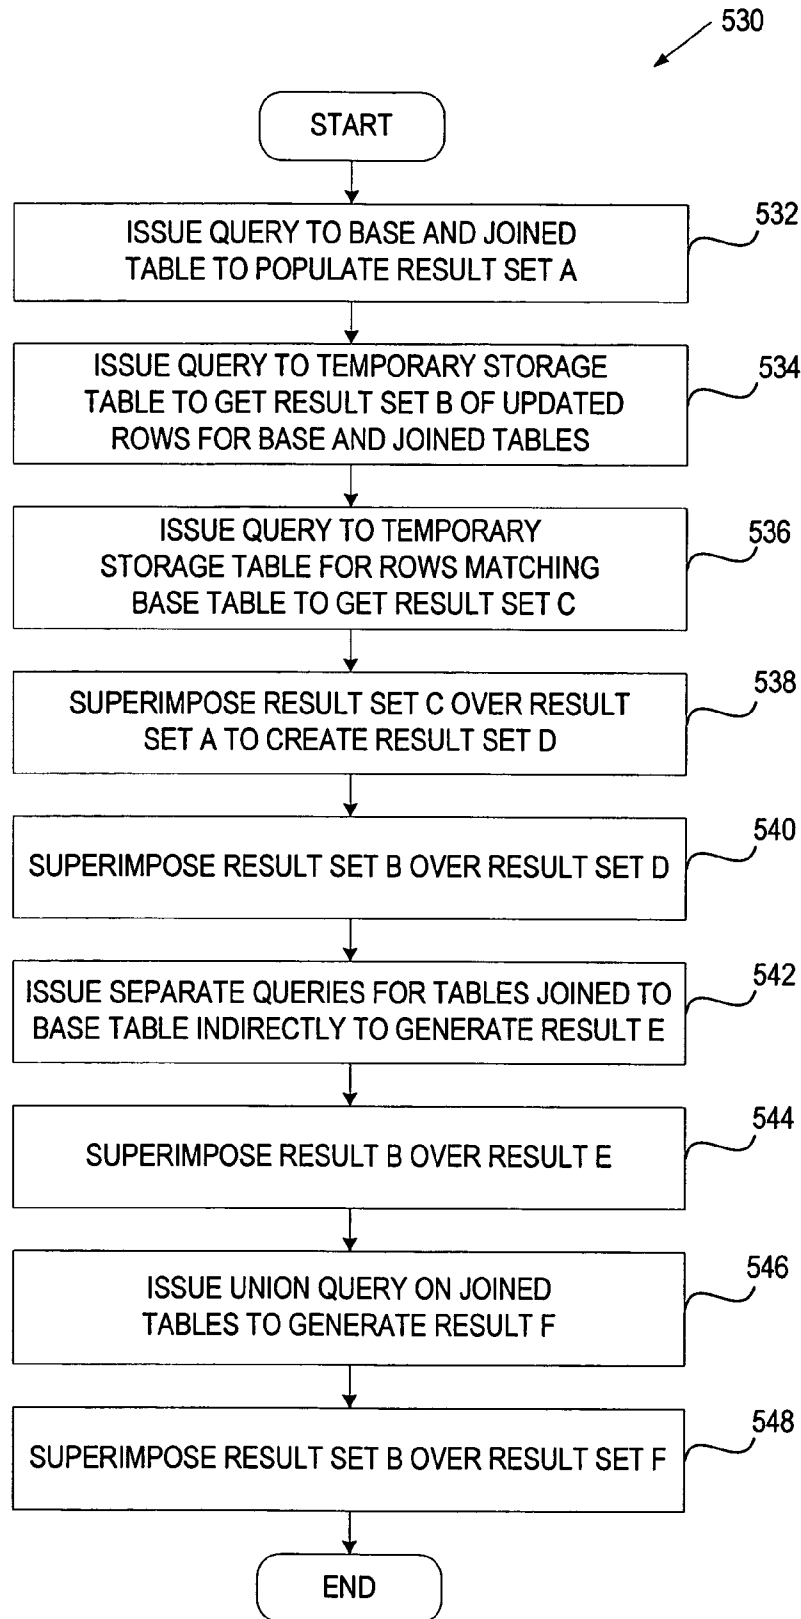 530
START
532
ISSUE QUERY TO BASE AND JOINED
TABLE TO POPULATE RESULT SET A
534
ISSUE QUERY TO TEMPORARY STORAGE
TABLE TO GET RESULT SET B OF UPDATED
ROWS FOR BASE AND JOINED TABLES
536
ISSUE QUERY TO TEMPORARY
STORAGE TABLE FOR ROWS MATCHING
BASE TABLE TO GET RESULT SET C
538
SUPERIMPOSE RESULT SET C OVER RESULT
SET A TO CREATE RESULT SET D
540
SUPERIMPOSE RESULT SET B OVER RESULT SET D
542
ISSUE SEPARATE QUERIES FOR TABLES JOINED TO
BASE TABLE INDIRECTLY TO GENERATE RESULT E
544
SUPERIMPOSE RESULT B OVER RESULT E
546
ISSUE UNION QUERY ON JOINED
TABLES TO GENERATE RESULT F
548
SUPERIMPOSE RESULT SET B OVER RESULT SET F
END